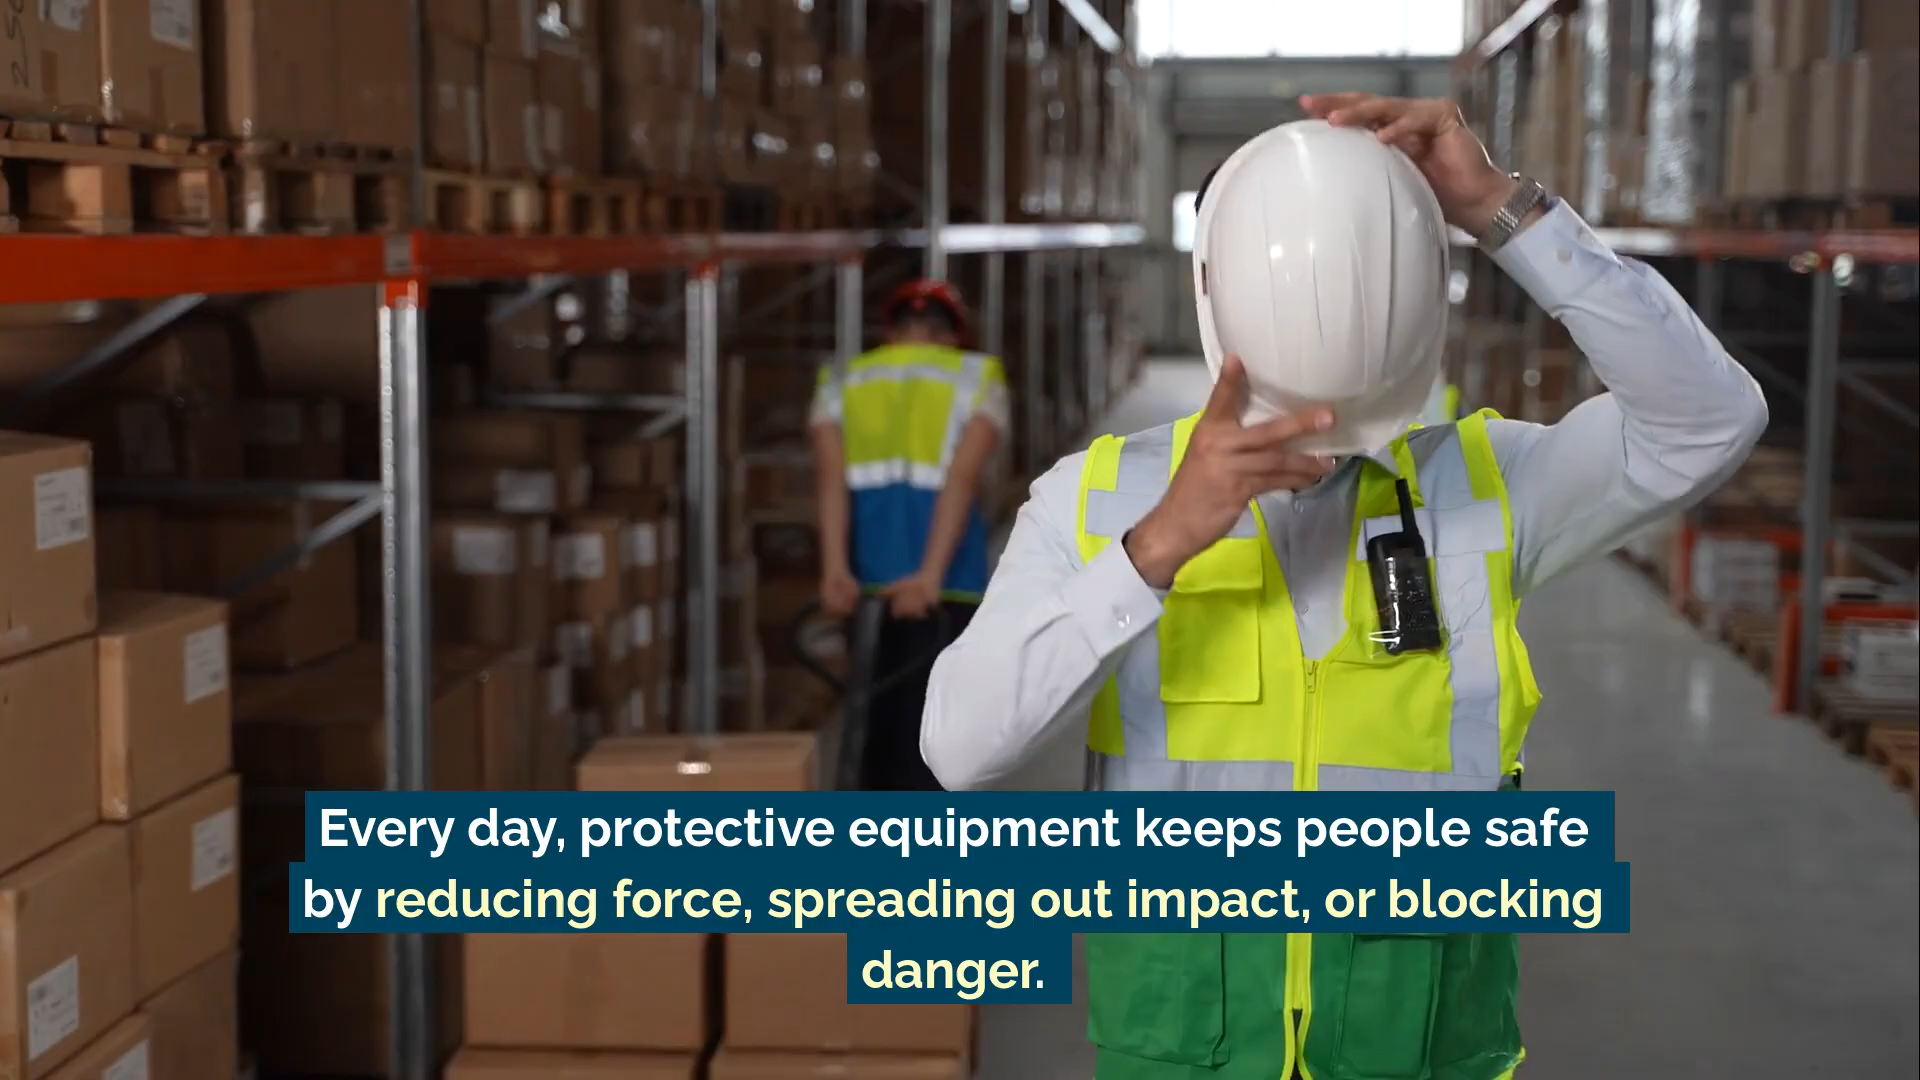 Every day, protective equipment keeps people safe
by reducing force, spreading out impact, or blocking
danger.